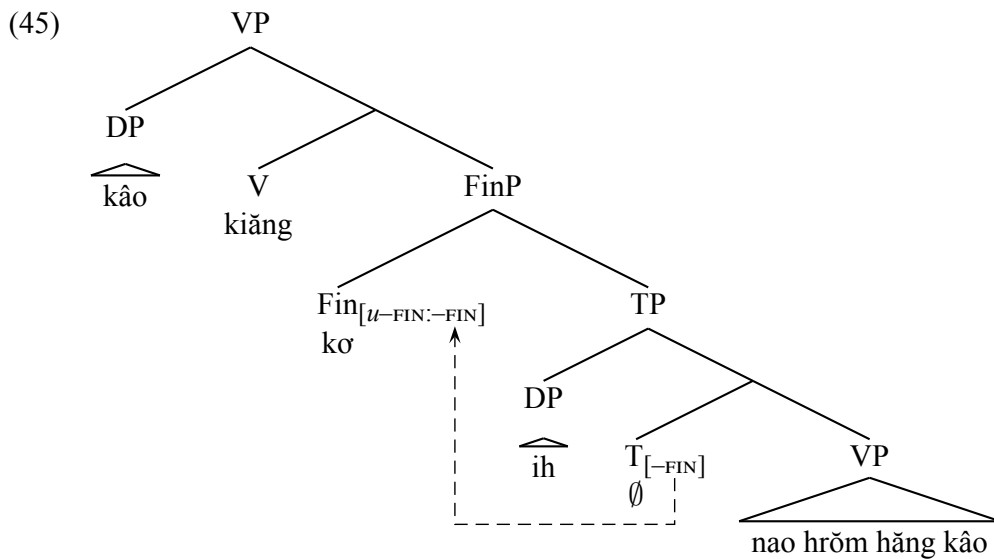 (45)
VP
DP
kâo
V
kiăng
FinP
Fin[u–FIN:–FIN]
kơ
TP
DP
ih
T[–FIN]
∅
VP
nao hrŏm hăng kâo